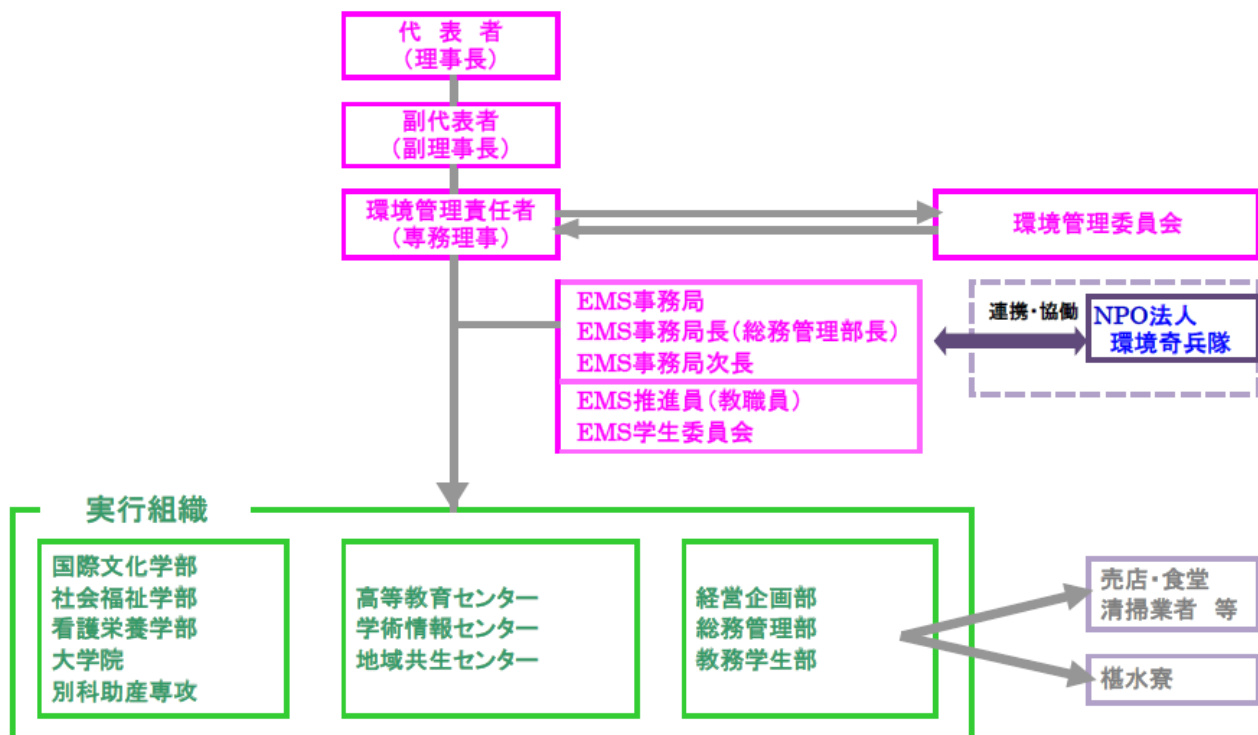 代 表 者
(理事長)
副代表者
(副理事長)
環境管理責任者
(専務理事)
環境管理委員会
EMS事務局
EMS事務局長(総務管理部長)
EMS事務局次長
EMS推進員(教職員)
EMS学生委員会
連携・協働
NPO法人
環境奇兵隊
実行組織
国際文化学部
社会福祉学部
看護栄養学部
大学院
別科助産専攻
高等教育センター
学術情報センター
地域共生センター
経営企画部
総務管理部
教務学生部
売店・食堂
清掃業者 等
椹水寮